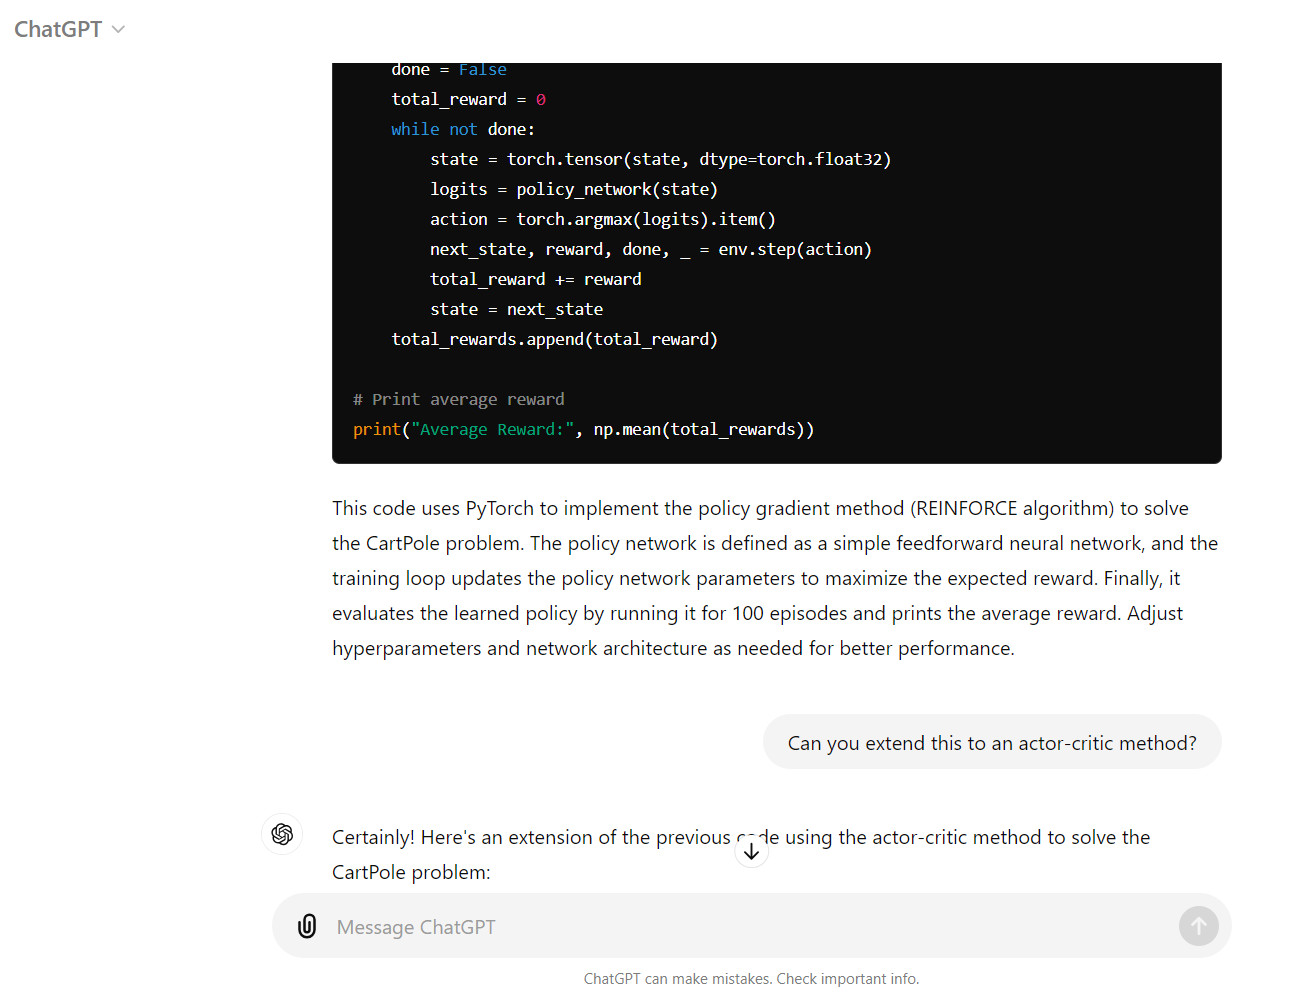 ChatGPT
done = False
total_reward = 0
while not done:
state = torch.tensor(state, dtype=torch.float32)
logits = policy_network(state)
action = torch.argmax(logits).item()
next_state, reward, done, _ = env.step(action)
total_reward += reward
state = next_state
total_rewards.append(total_reward)
# Print average reward
print("Average Reward:", np.mean(total_rewards))
This code uses PyTorch to implement the policy gradient method (REINFORCE algorithm) to solve
the CartPole problem. The policy network is defined as a simple feedforward neural network, and the
training loop updates the policy network parameters to maximize the expected reward. Finally, it
evaluates the learned policy by running it for 100 episodes and prints the average reward. Adjust
hyperparameters and network architecture as needed for better performance.
Can you extend this to an actor-critic method?
Certainly! Here's an extension of the previous code using the actor-critic method to solve the
CartPole problem:
Message ChatGPT
ChatGPT can make mistakes. Check important info.